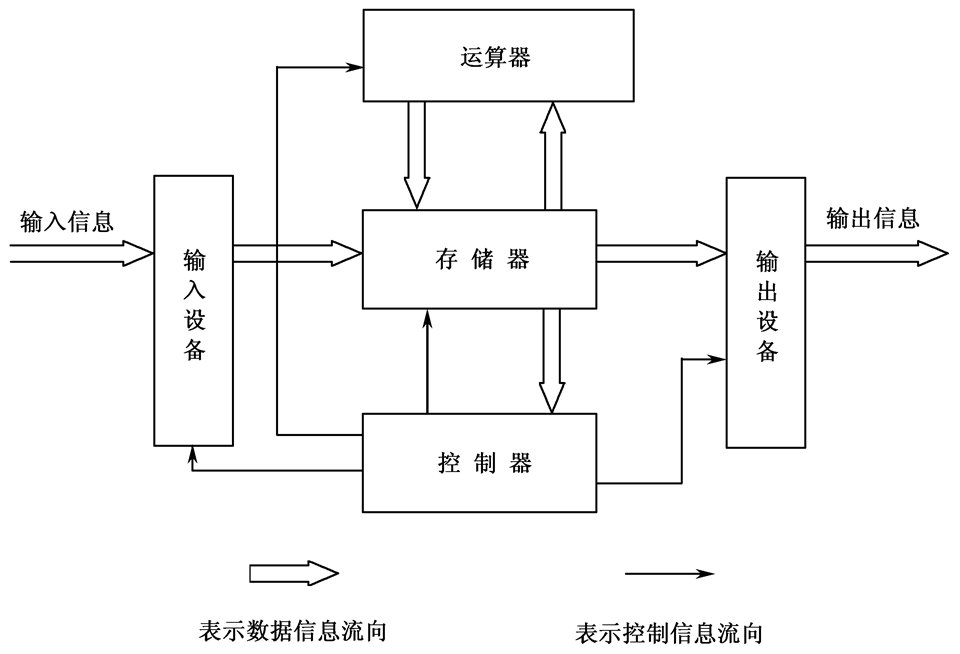 运算器
输入信息
输出信息
输入设备
存储器
输出设备
控制器
表示数据信息流向
表示控制信息流向